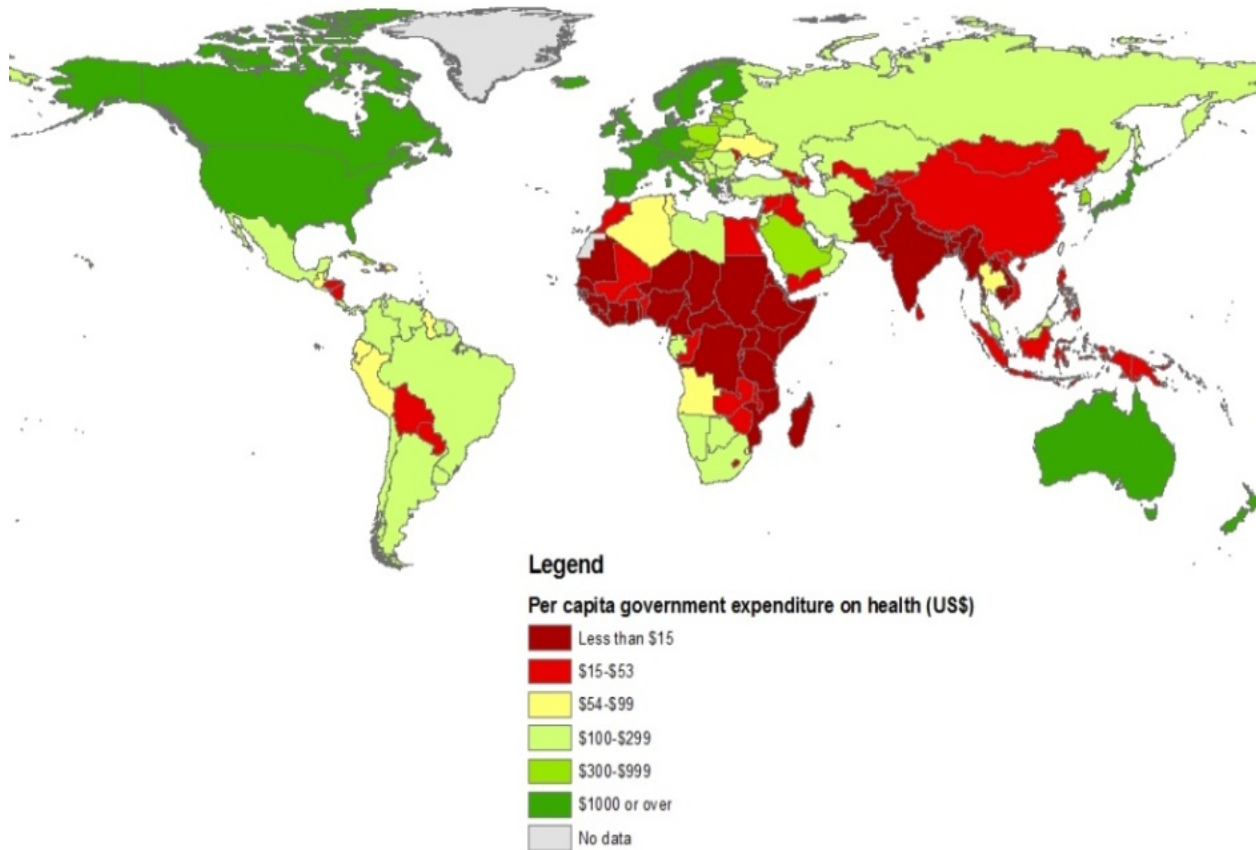 Legend
Per capita government expenditure on health (US$)
Less than $15
$15-$53
$54-$99
$100-$299
$300-$999
$1000 or over
No data